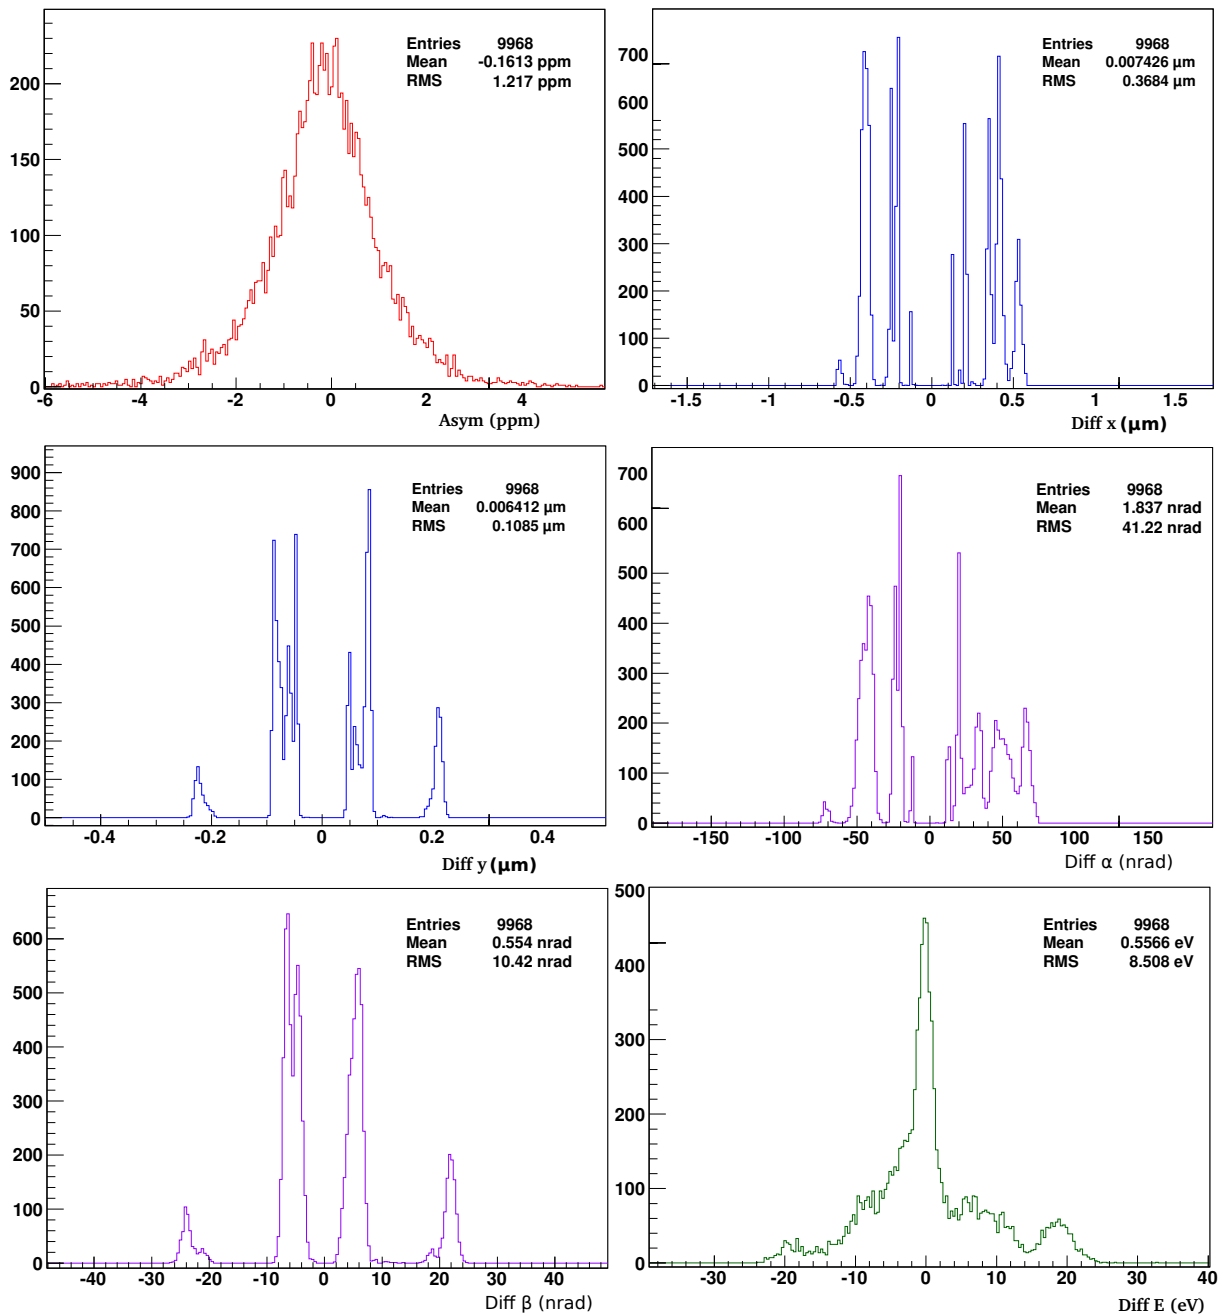 Entries 9968
Mean -0.1613 ppm
RMS 1.217 ppm
200
150
100
50
0
-6 -4 -2 0 2 4
Asym (ppm)
Entries 9968
Mean 0.007426 µm
RMS 0.3684 µm
700
600
500
400
300
200
100
0
-1.5 -1 -0.5 0 0.5 1 1.5
Diff x (µm)
Entries 9968
Mean 0.006412 µm
RMS 0.1085 µm
900
800
700
600
500
400
300
200
100
0
-0.4 -0.2 0 0.2 0.4
Diff y (µm)
Entries 9968
Mean 1.837 nrad
RMS 41.22 nrad
700
600
500
400
300
200
100
0
-150 -100 -50 0 50 100 150
Diff α (nrad)
Entries 9968
Mean 0.554 nrad
RMS 10.42 nrad
600
500
400
300
200
100
0
-40 -30 -20 -10 0 10 20 30 40
Diff β (nrad)
Entries 9968
Mean 0.5566 eV
RMS 8.508 eV
500
400
300
200
100
0
-30 -20 -10 0 10 20 30 40
Diff E (eV)